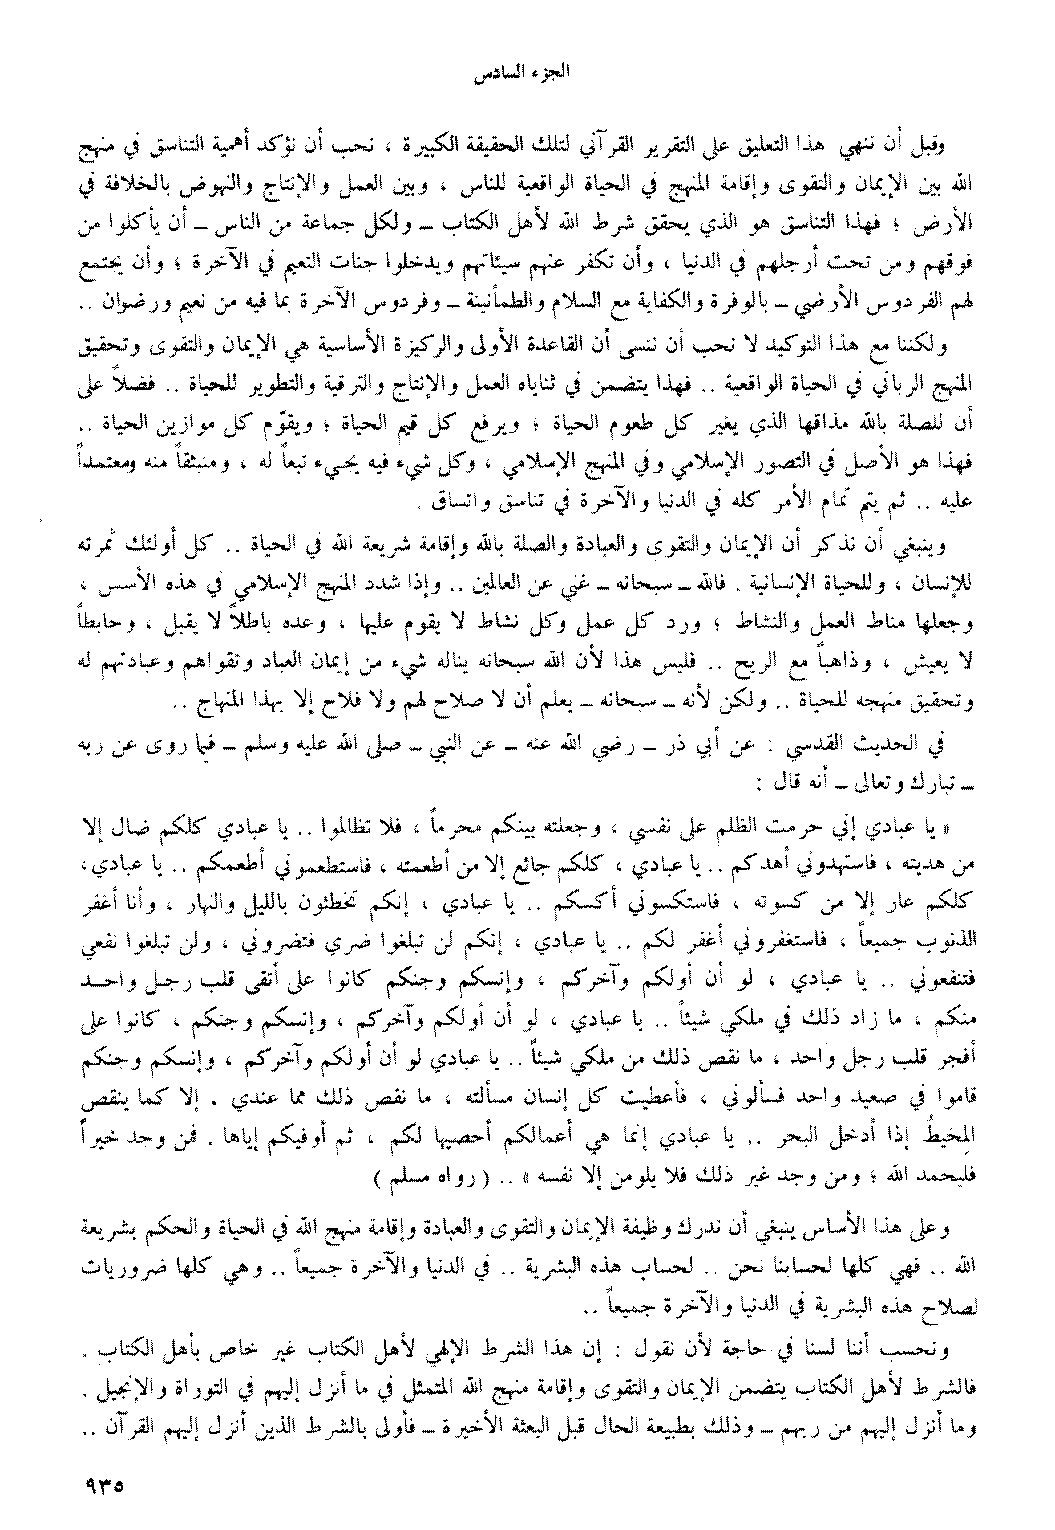 الجزء السادس
وقبل أن ننهي هذا التعليق على التقرير القرآني لتلك الحقيقة الكبيرة ، نحب أن نؤكد أهمية التناسق في منهج
الله بين الإيمان والتقوى وإقامة المنهج في الحياة الواقعية للناس ، وبين العمل والإنتاج والنهوض بالخلافة في
الأرض ؛ فهذا التناسق هو الذي يحقق شرط الله لأهل الكتاب – ولكل جماعة من الناس – أن يأكلوا من
فوقهم ومن تحت أرجلهم في الدنيا ، وأن تكفر عنهم سيئاتهم ويدخلوا جنات النعيم في الآخرة ؛ وأن يجتمع
لهم الفردوس الأرضي – بالوفرة والكفاية مع السلام والطمأنينة – وفردوس الآخرة بما فيه من نعيم ورضوان ..
ولكننا مع هذا التوكيد لا نحب أن ننسى أن القاعدة الأولى والركيزة الأساسية هي الإيمان والتقوى وتحقيق
المنهج الرباني في الحياة الواقعية .. فهذا يتضمن في ثناياه العمل والإنتاج والترقية والتطوير للحياة .. فضلاً على
أن للصلة بالله مذاقها الذي يغير كل طعوم الحياة ؛ ويرفع كل قيم الحياة ؛ ويقوّم كل موازين الحياة ..
فهذا هو الأصل في التصور الإسلامي وفي المنهج الإسلامي ، وكل شيء فيه يجيء تبعاً له ، ومنبثقاً منه ومعتمداً
عليه .. ثم يتم تمام الأمر كله في الدنيا والآخرة في تناسق واتساق .
وينبغي أن نذكر أن الإيمان والتقوى والعبادة والصلة بالله وإقامة شريعة الله في الحياة .. كل أولئك ثمرته
للإنسان ، وللحياة الإنسانية . فالله – سبحانه – غني عن العالمين .. وإذا شدد المنهج الإسلامي في هذه الأسس ،
وجعلها مناط العمل والنشاط ؛ ورد كل عمل وكل نشاط لا يقوم عليها ، وعده باطلاً لا يقبل ، وحابطاً
لا يعيش ، وذاهباً مع الريح .. فليس هذا لأن الله سبحانه يناله شيء من إيمان العباد وتقواهم وعبادتهم له
وتحقيق منهجه للحياة .. ولكن لأنه – سبحانه – يعلم أن لا صلاح لهم ولا فلاح إلا بهذا المنهاج ..
في الحديث القدسي : عن أبي ذر – رضي الله عنه – عن النبي – صلى الله عليه وسلم – فيما روى عن ربه
– تبارك وتعالى – أنه قال :
« يا عبادي إني حرمت الظلم على نفسي ، وجعلته بينكم محرماً ، فلا تظالموا .. يا عبادي كلكم ضال إلا
من هديته ، فاستهدوني أهدكم .. يا عبادي ، كلكم جائع إلا من أطعمته ، فاستطعموني أطعمكم .. يا عبادي،
كلكم عار إلا من كسوته ، فاستكسوني أكسكم .. يا عبادي ، إنكم تخطئون بالليل والنهار ، وأنا أغفر
الذنوب جميعاً ، فاستغفروني أغفر لكم .. يا عبادي ، إنكم لن تبلغوا ضري فتضروني ، ولن تبلغوا نفعي
فتنفعوني .. يا عبادي ، لو أن أولكم وآخركم ، وإنسكم وجنكم كانوا على أتقى قلب رجل واحد
منكم ، ما زاد ذلك في ملكي شيئاً .. يا عبادي ، لو أن أولكم وآخركم ، وإنسكم وجنكم ، كانوا على
أفجر قلب رجل واحد ، ما نقص ذلك من ملكي شيئاً .. يا عبادي لو أن أولكم وآخركم ، وإنسكم وجنكم
قاموا في صعيد واحد فسألوني ، فأعطيت كل إنسان مسألته ، ما نقص ذلك مما عندي . إلا كما ينقص
المِخيطُ إذا أدخل البحر .. يا عبادي إنما هي أعمالكم أحصيها لكم ، ثم أوفيكم إياها . فمن وجد خيراً
فليحمد الله ؛ ومن وجد غير ذلك فلا يلومن إلا نفسه » .. ( رواه مسلم )
وعلى هذا الأساس ينبغي أن ندرك وظيفة الإيمان والتقوى والعبادة وإقامة منهج الله في الحياة والحكم بشريعة
الله .. فهي كلها لحسابنا نحن .. لحساب هذه البشرية .. في الدنيا والآخرة جميعاً .. وهي كلها ضروريات
لصلاح هذه البشرية في الدنيا والآخرة جميعاً ..
ونحسب أننا لسنا في حاجة لأن نقول : إن هذا الشرط الإلهي لأهل الكتاب غير خاص بأهل الكتاب .
فالشرط لأهل الكتاب يتضمن الإيمان والتقوى وإقامة منهج الله المتمثل في ما أنزل إليهم في التوراة والإنجيل .
وما أنزل إليهم من ربهم – وذلك بطبيعة الحال قبل البعثة الأخيرة – فأولى بالشرط الذين أنزل إليهم القرآن ..
٩٣٥